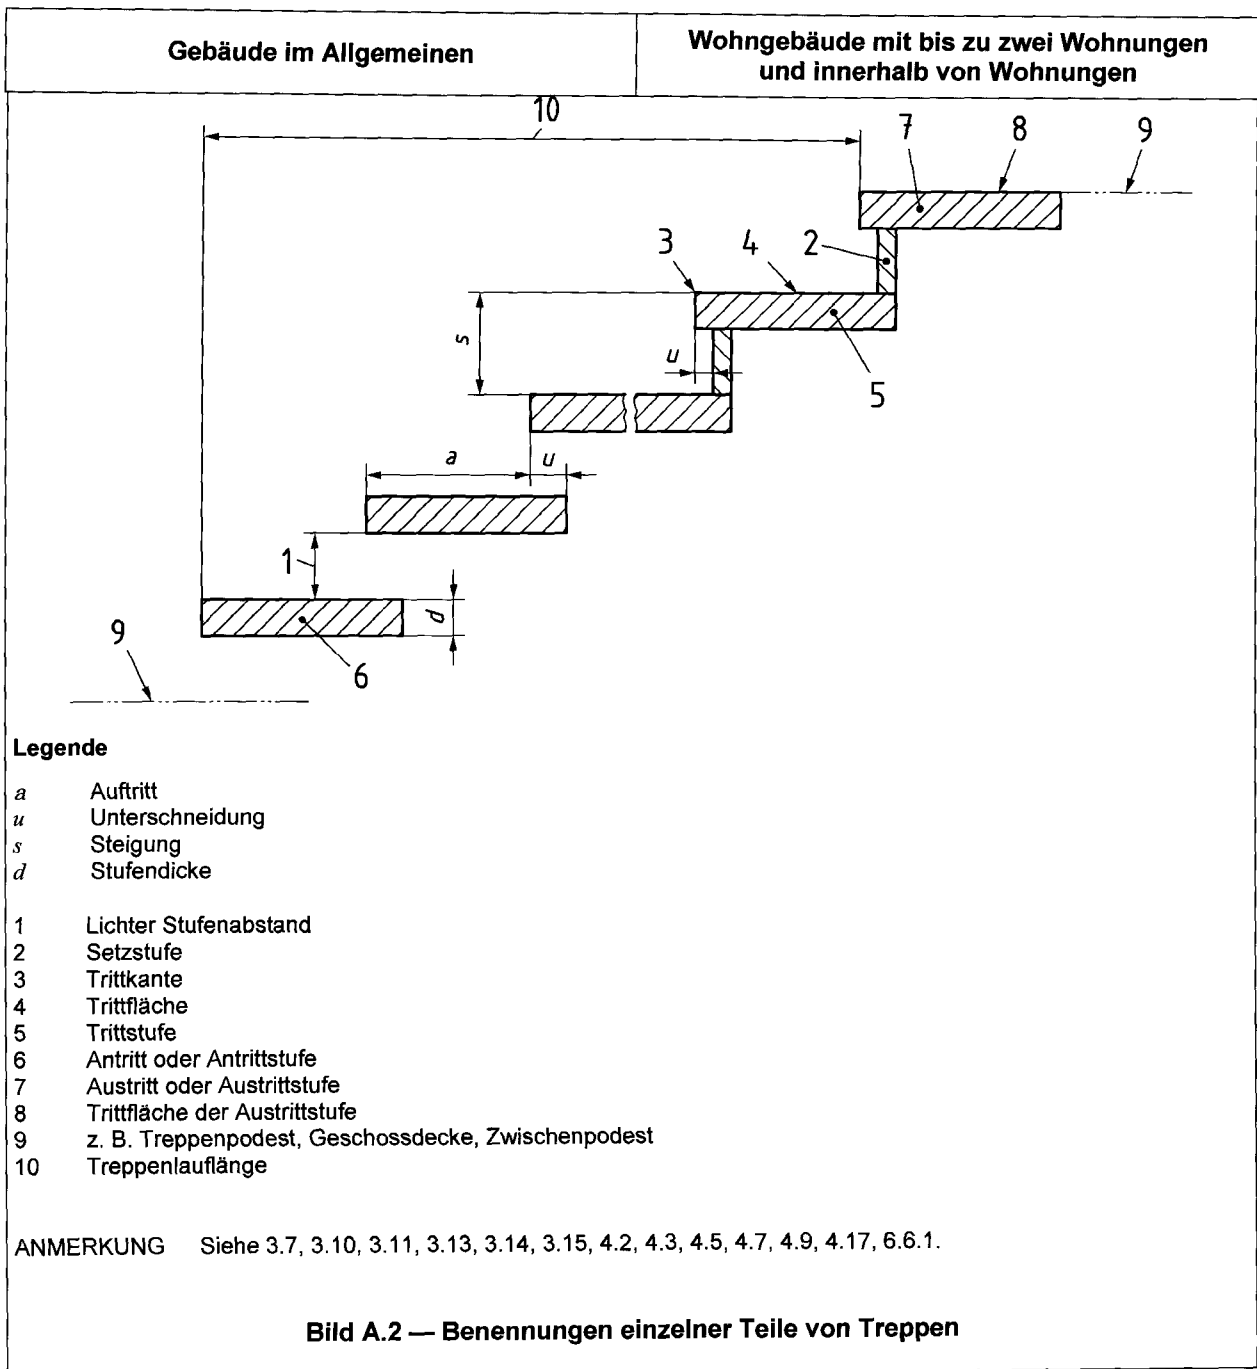 Gebäude im Allgemeinen
Wohngebäude mit bis zu zwei Wohnungen
und innerhalb von Wohnungen
10
7
8
9
3
4
2
s
u
5
a
u
1
d
9
6
Legende
a Auftritt
u Unterschneidung
s Steigung
d Stufendicke
1 Lichter Stufenabstand
2 Setzstufe
3 Trittkante
4 Trittfläche
5 Trittstufe
6 Antritt oder Antrittstufe
7 Austritt oder Austrittstufe
8 Trittfläche der Austrittstufe
9 z. B. Treppenpodest, Geschossdecke, Zwischenpodest
10 Treppenlauflänge
ANMERKUNG Siehe 3.7, 3.10, 3.11, 3.13, 3.14, 3.15, 4.2, 4.3, 4.5, 4.7, 4.9, 4.17, 6.6.1.
Bild A.2 — Benennungen einzelner Teile von Treppen